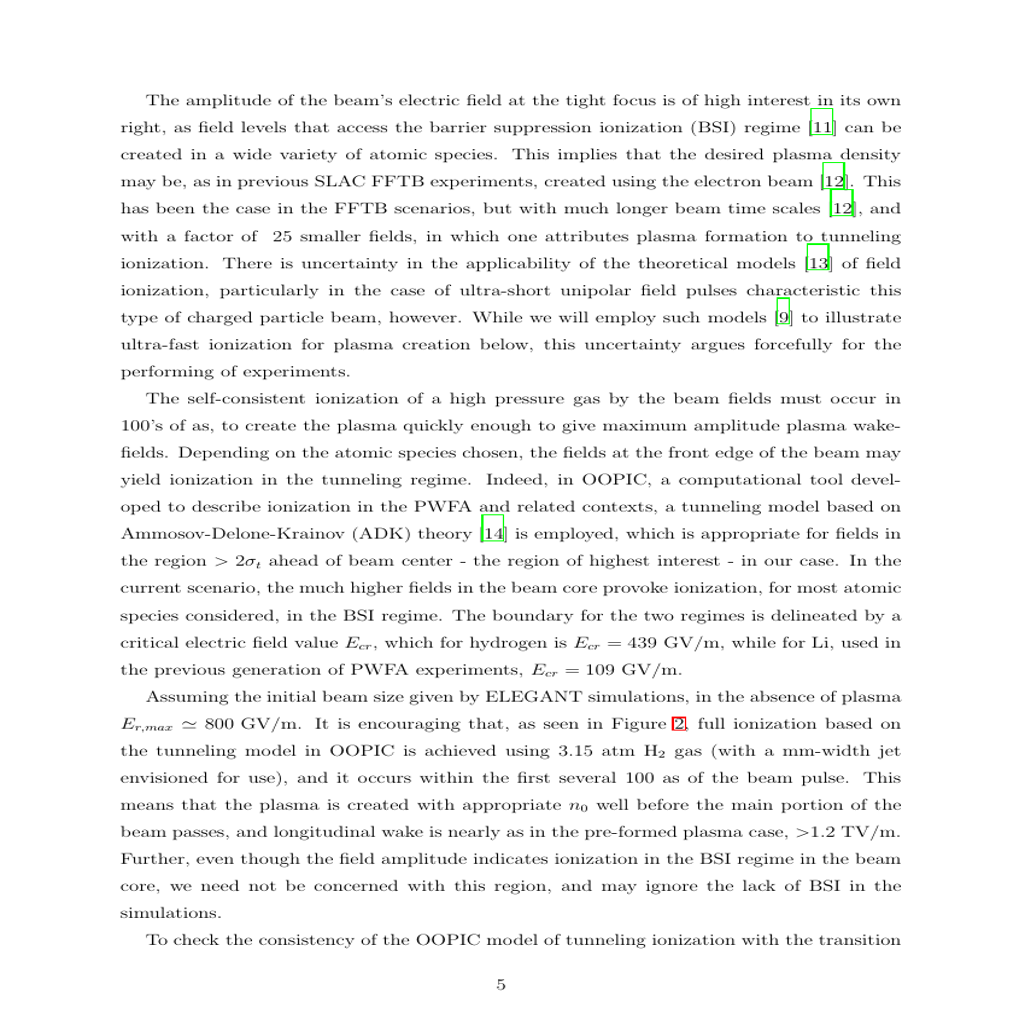 The amplitude of the beam's electric field at the tight focus is of high interest in its own
right, as field levels that access the barrier suppression ionization (BSI) regime [11] can be
created in a wide variety of atomic species. This implies that the desired plasma density
may be, as in previous SLAC FFTB experiments, created using the electron beam [12]. This
has been the case in the FFTB scenarios, but with much longer beam time scales [12], and
with a factor of 25 smaller fields, in which one attributes plasma formation to tunneling
ionization. There is uncertainty in the applicability of the theoretical models [13] of field
ionization, particularly in the case of ultra-short unipolar field pulses characteristic this
type of charged particle beam, however. While we will employ such models [9] to illustrate
ultra-fast ionization for plasma creation below, this uncertainty argues forcefully for the
performing of experiments.
The self-consistent ionization of a high pressure gas by the beam fields must occur in
100's of as, to create the plasma quickly enough to give maximum amplitude plasma wake-
fields. Depending on the atomic species chosen, the fields at the front edge of the beam may
yield ionization in the tunneling regime. Indeed, in OOPIC, a computational tool devel-
oped to describe ionization in the PWFA and related contexts, a tunneling model based on
Ammosov-Delone-Krainov (ADK) theory [14] is employed, which is appropriate for fields in
the region > 2σₜ ahead of beam center - the region of highest interest - in our case. In the
current scenario, the much higher fields in the beam core provoke ionization, for most atomic
species considered, in the BSI regime. The boundary for the two regimes is delineated by a
critical electric field value E_cr, which for hydrogen is E_cr = 439 GV/m, while for Li, used in
the previous generation of PWFA experiments, E_cr = 109 GV/m.
Assuming the initial beam size given by ELEGANT simulations, in the absence of plasma
E_r,max ≃ 800 GV/m. It is encouraging that, as seen in Figure 2, full ionization based on
the tunneling model in OOPIC is achieved using 3.15 atm H₂ gas (with a mm-width jet
envisioned for use), and it occurs within the first several 100 as of the beam pulse. This
means that the plasma is created with appropriate n₀ well before the main portion of the
beam passes, and longitudinal wake is nearly as in the pre-formed plasma case, >1.2 TV/m.
Further, even though the field amplitude indicates ionization in the BSI regime in the beam
core, we need not be concerned with this region, and may ignore the lack of BSI in the
simulations.
To check the consistency of the OOPIC model of tunneling ionization with the transition
5